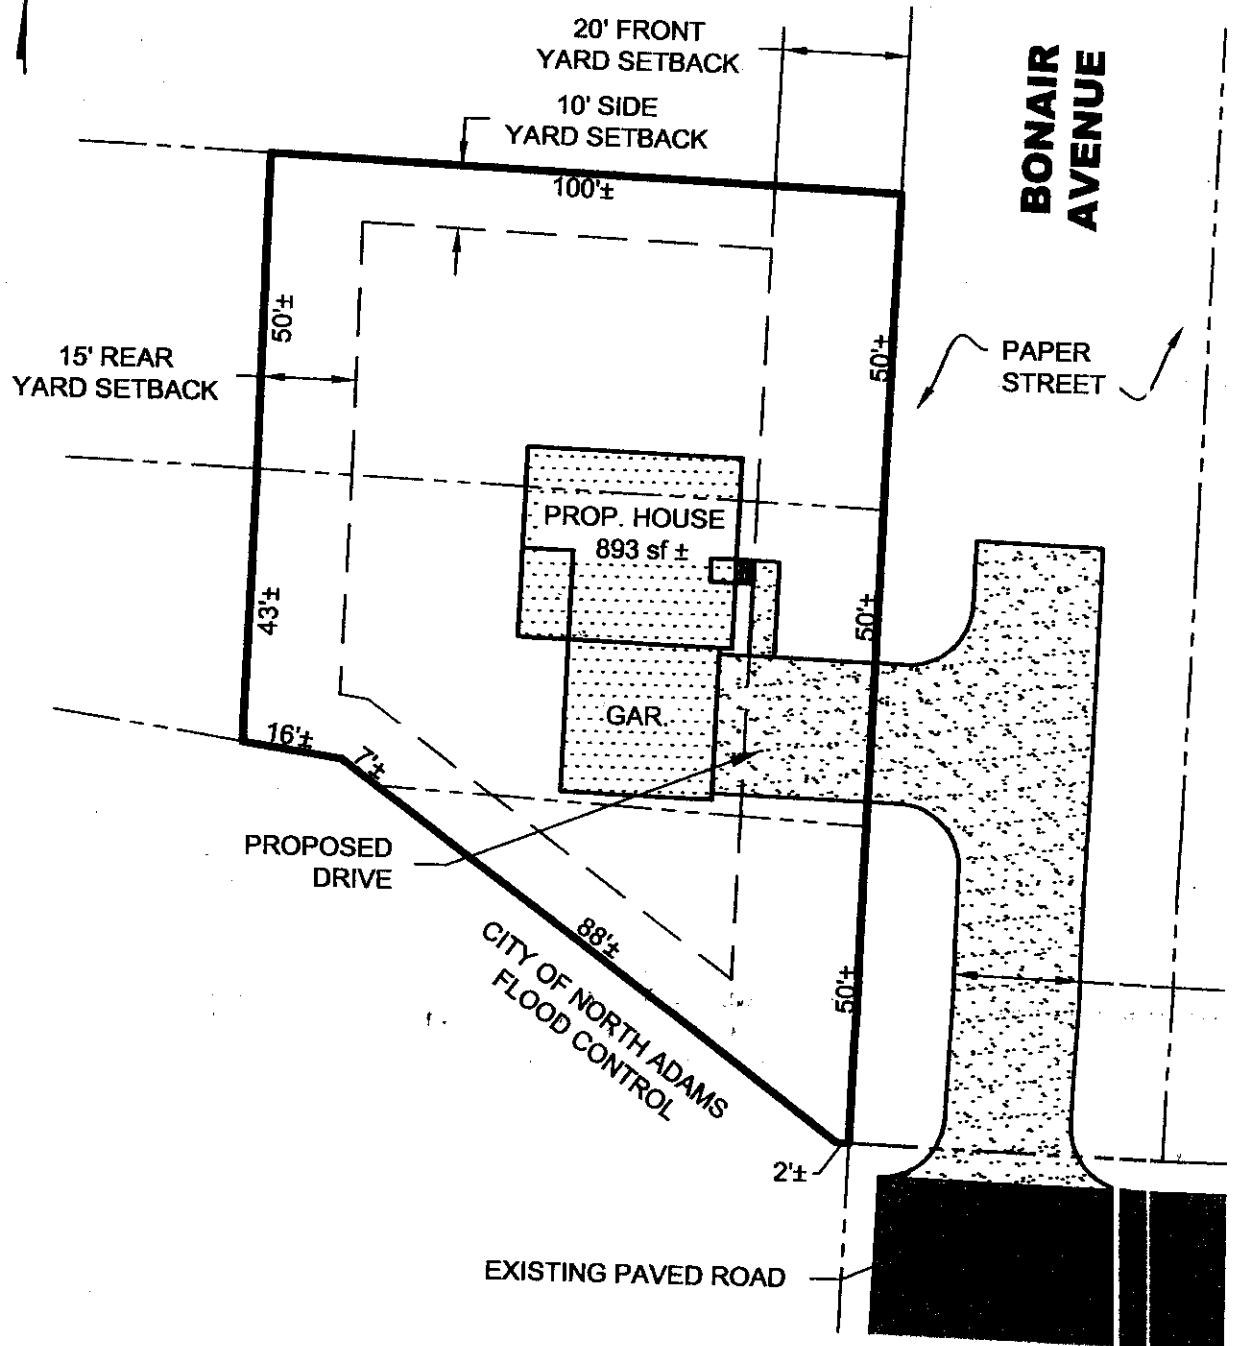 20' FRONT
YARD SETBACK
10' SIDE
YARD SETBACK
BONAIR
AVENUE
100'±
50'±
50'±
15' REAR
YARD SETBACK
PAPER
STREET
PROP. HOUSE
893 sf ±
43'±
50'±
GAR.
16'±
7'±
PROPOSED
DRIVE
88'±
CITY OF NORTH ADAMS
FLOOD CONTROL
50'±
2'±
EXISTING PAVED ROAD